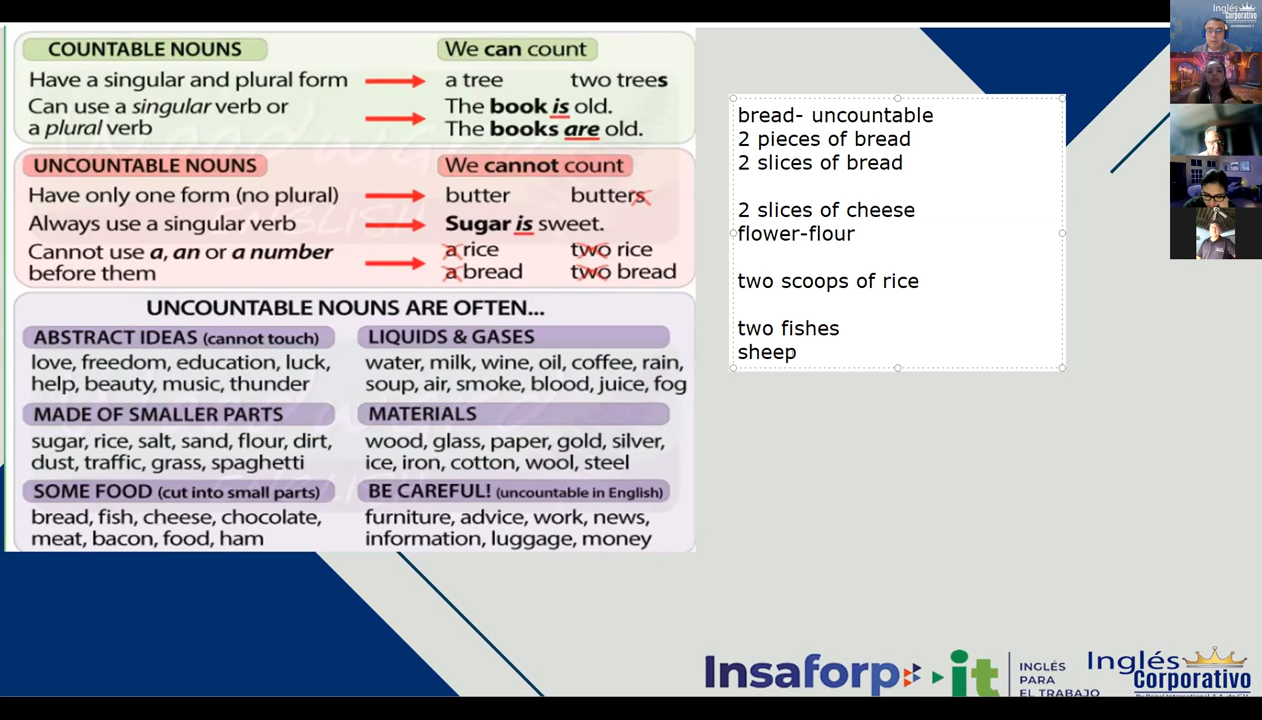 COUNTABLE NOUNS
We can count
Have a singular and plural form
a tree two trees
Can use a singular verb or
a plural verb
The book is old.
The books are old.
UNCOUNTABLE NOUNS
We cannot count
Have only one form (no plural)
butter butters
Always use a singular verb
Sugar is sweet.
Cannot use a, an or a number
before them
a rice two rice
a bread two bread
UNCOUNTABLE NOUNS ARE OFTEN...
ABSTRACT IDEAS (cannot touch)
love, freedom, education, luck,
help, beauty, music, thunder
LIQUIDS & GASES
water, milk, wine, oil, coffee, rain,
soup, air, smoke, blood, juice, fog
MADE OF SMALLER PARTS
sugar, rice, salt, sand, flour, dirt,
dust, traffic, grass, spaghetti
MATERIALS
wood, glass, paper, gold, silver,
ice, iron, cotton, wool, steel
SOME FOOD (cut into small parts)
bread, fish, cheese, chocolate,
meat, bacon, food, ham
BE CAREFUL! (uncountable in English)
furniture, advice, work, news,
information, luggage, money
bread- uncountable
2 pieces of bread
2 slices of bread
2 slices of cheese
flower-flour
two scoops of rice
two fishes
sheep
Inglés
Corporativo
Insaforp
it
INGLÉS
PARA
EL TRABAJO
Inglés
Corporativo